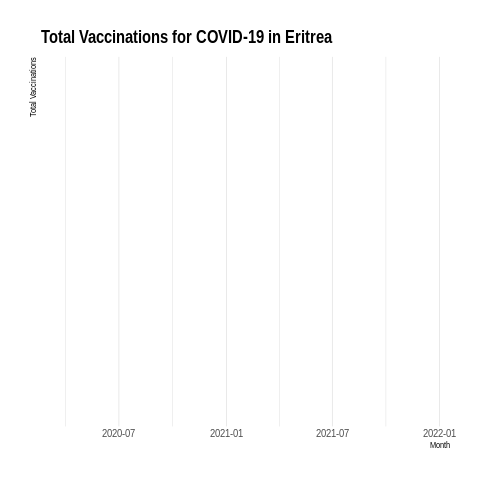 Total Vaccinations for COVID-19 in Eritrea
Total Vaccinations
2020-07 2021-01 2021-07 2022-01
Month